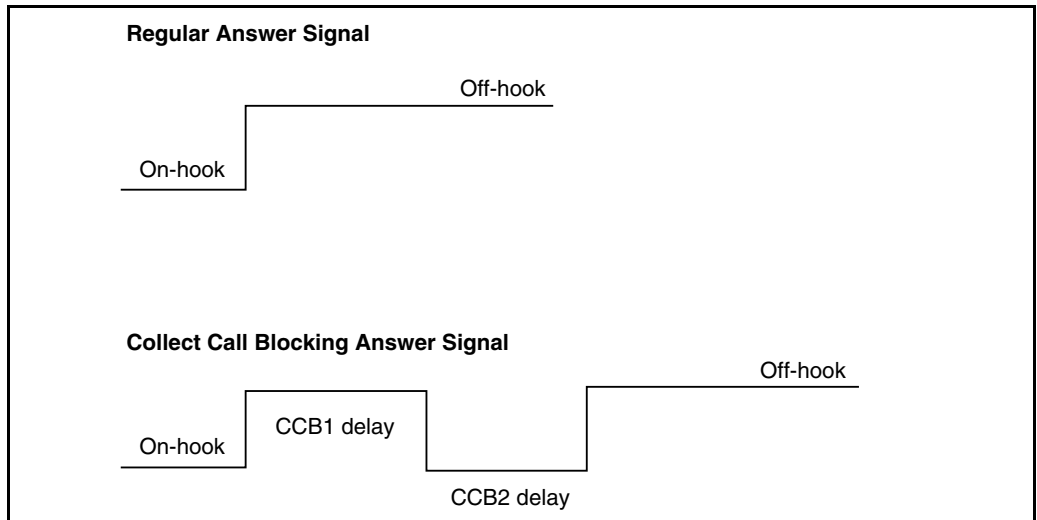 Regular Answer Signal
Off-hook
On-hook
Collect Call Blocking Answer Signal
Off-hook
CCB1 delay
On-hook
CCB2 delay